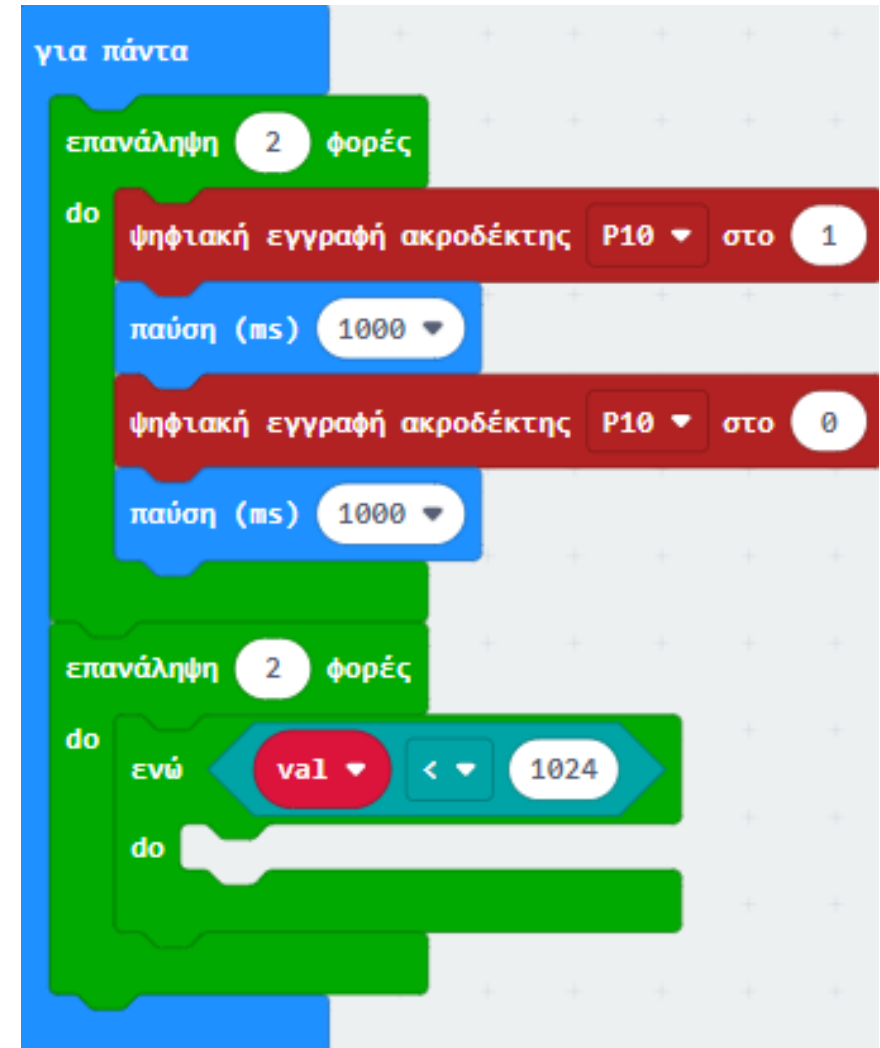 για πάντα
επανάληψη 2 φορές
do
ψηφιακή εγγραφή ακροδέκτης P10 στο 1
παύση (ms) 1000
ψηφιακή εγγραφή ακροδέκτης P10 στο 0
παύση (ms) 1000
επανάληψη 2 φορές
do
ενώ val < 1024
do